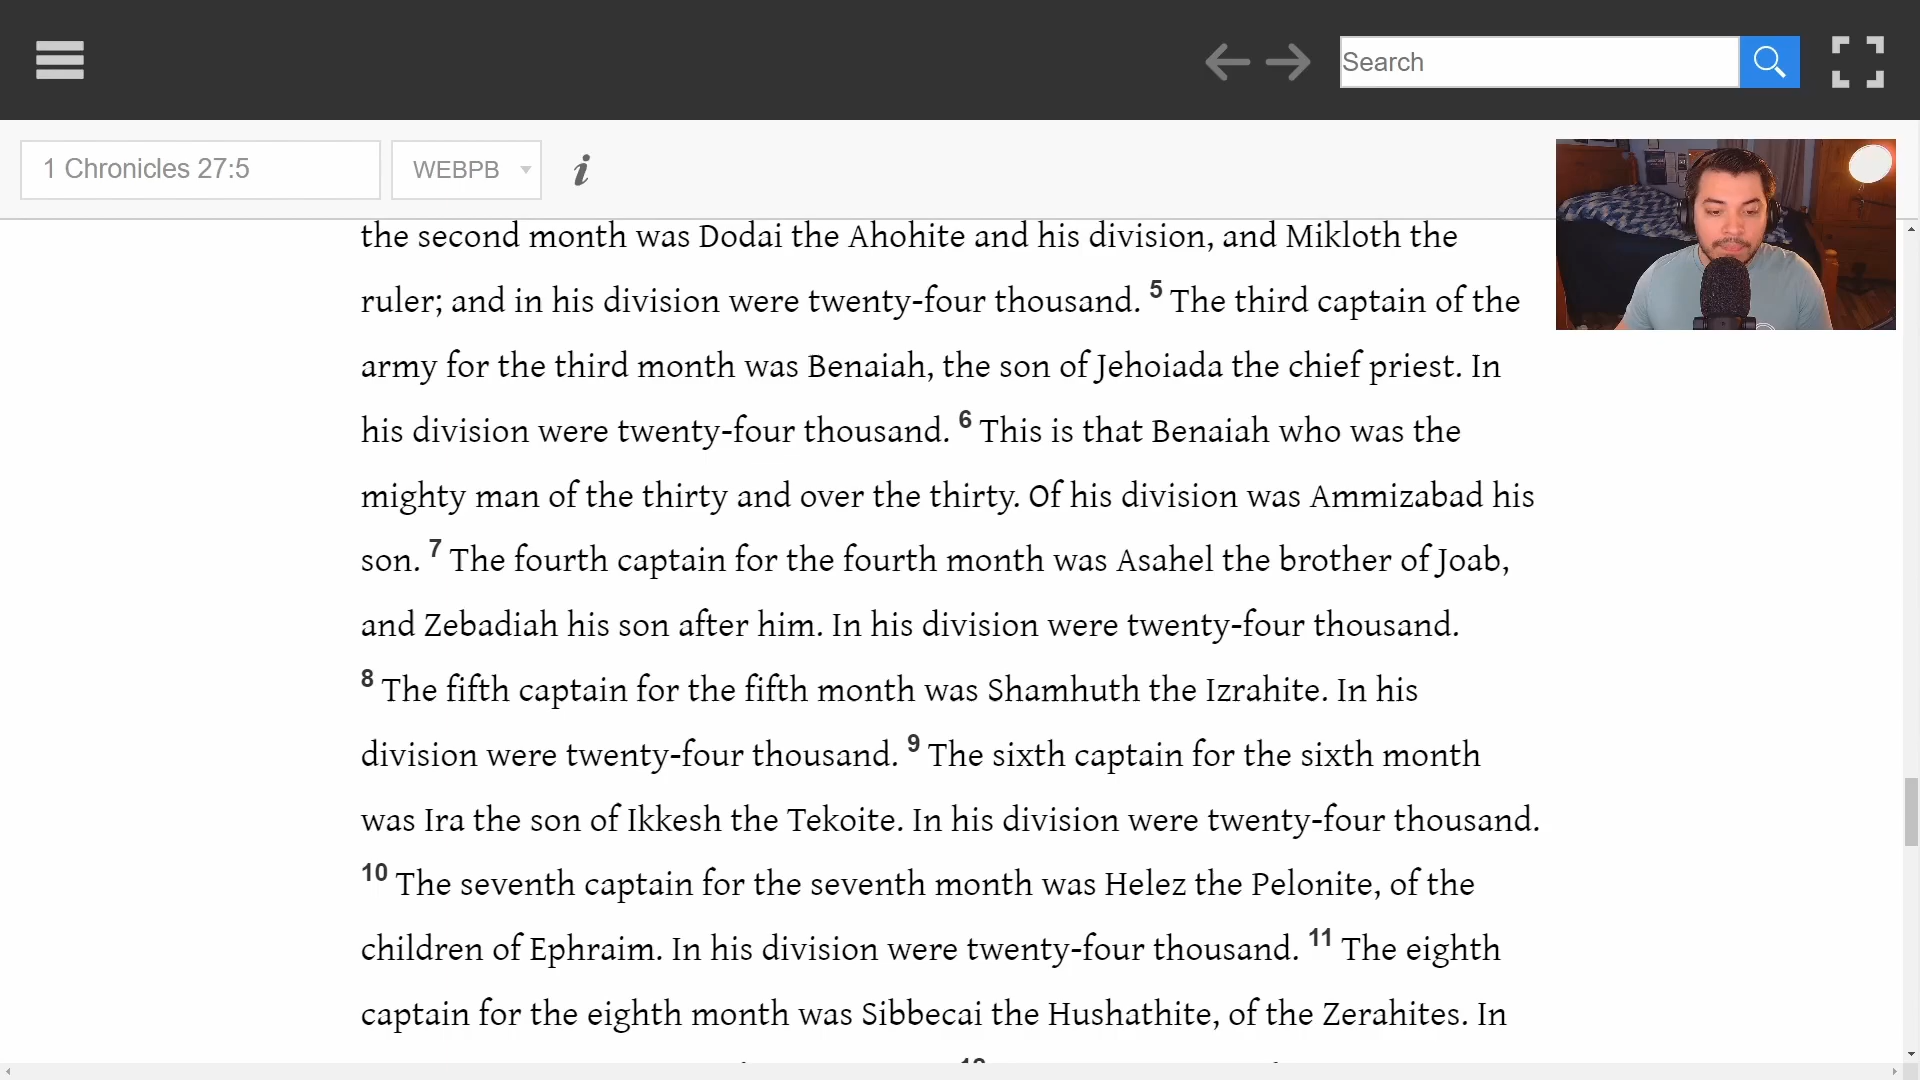 Search
1 Chronicles 27:5
WEBPB
i
the second month was Dodai the Ahohite and his division, and Mikloth the
ruler; and in his division were twenty-four thousand. 5 The third captain of the
army for the third month was Benaiah, the son of Jehoiada the chief priest. In
his division were twenty-four thousand. 6 This is that Benaiah who was the
mighty man of the thirty and over the thirty. Of his division was Ammizabad his
son. 7 The fourth captain for the fourth month was Asahel the brother of Joab,
and Zebadiah his son after him. In his division were twenty-four thousand.
8 The fifth captain for the fifth month was Shamhuth the Izrahite. In his
division were twenty-four thousand. 9 The sixth captain for the sixth month
was Ira the son of Ikkesh the Tekoite. In his division were twenty-four thousand.
10 The seventh captain for the seventh month was Helez the Pelonite, of the
children of Ephraim. In his division were twenty-four thousand. 11 The eighth
captain for the eighth month was Sibbecai the Hushathite, of the Zerahites. In